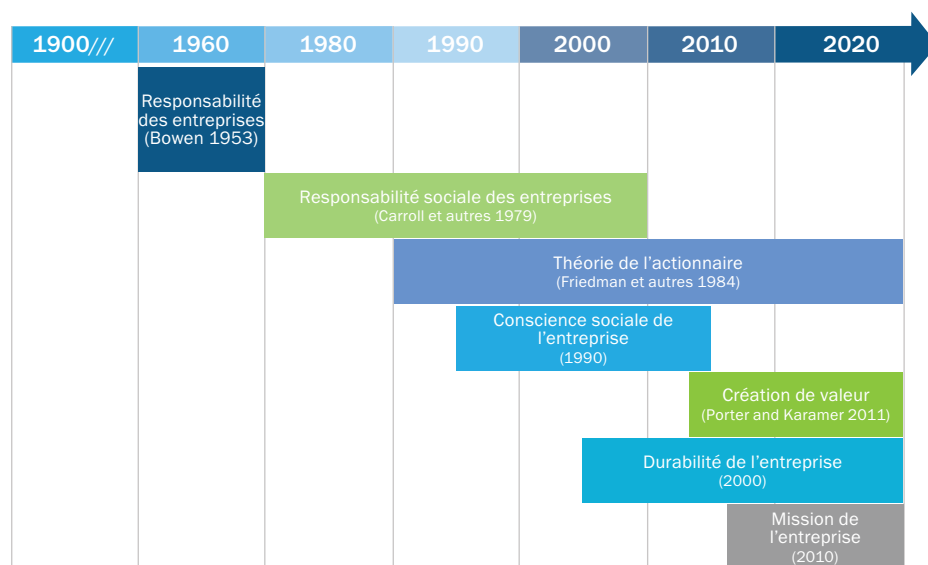 1900///
1960
1980
1990
2000
2010
2020
Responsabilité
des entreprises
(Bowen 1953)
Responsabilité sociale des entreprises
(Carroll et autres 1979)
Théorie de l'actionnaire
(Friedman et autres 1984)
Conscience sociale de
l'entreprise
(1990)
Création de valeur
(Porter and Karamer 2011)
Durabilité de l'entreprise
(2000)
Mission de
l'entreprise
(2010)